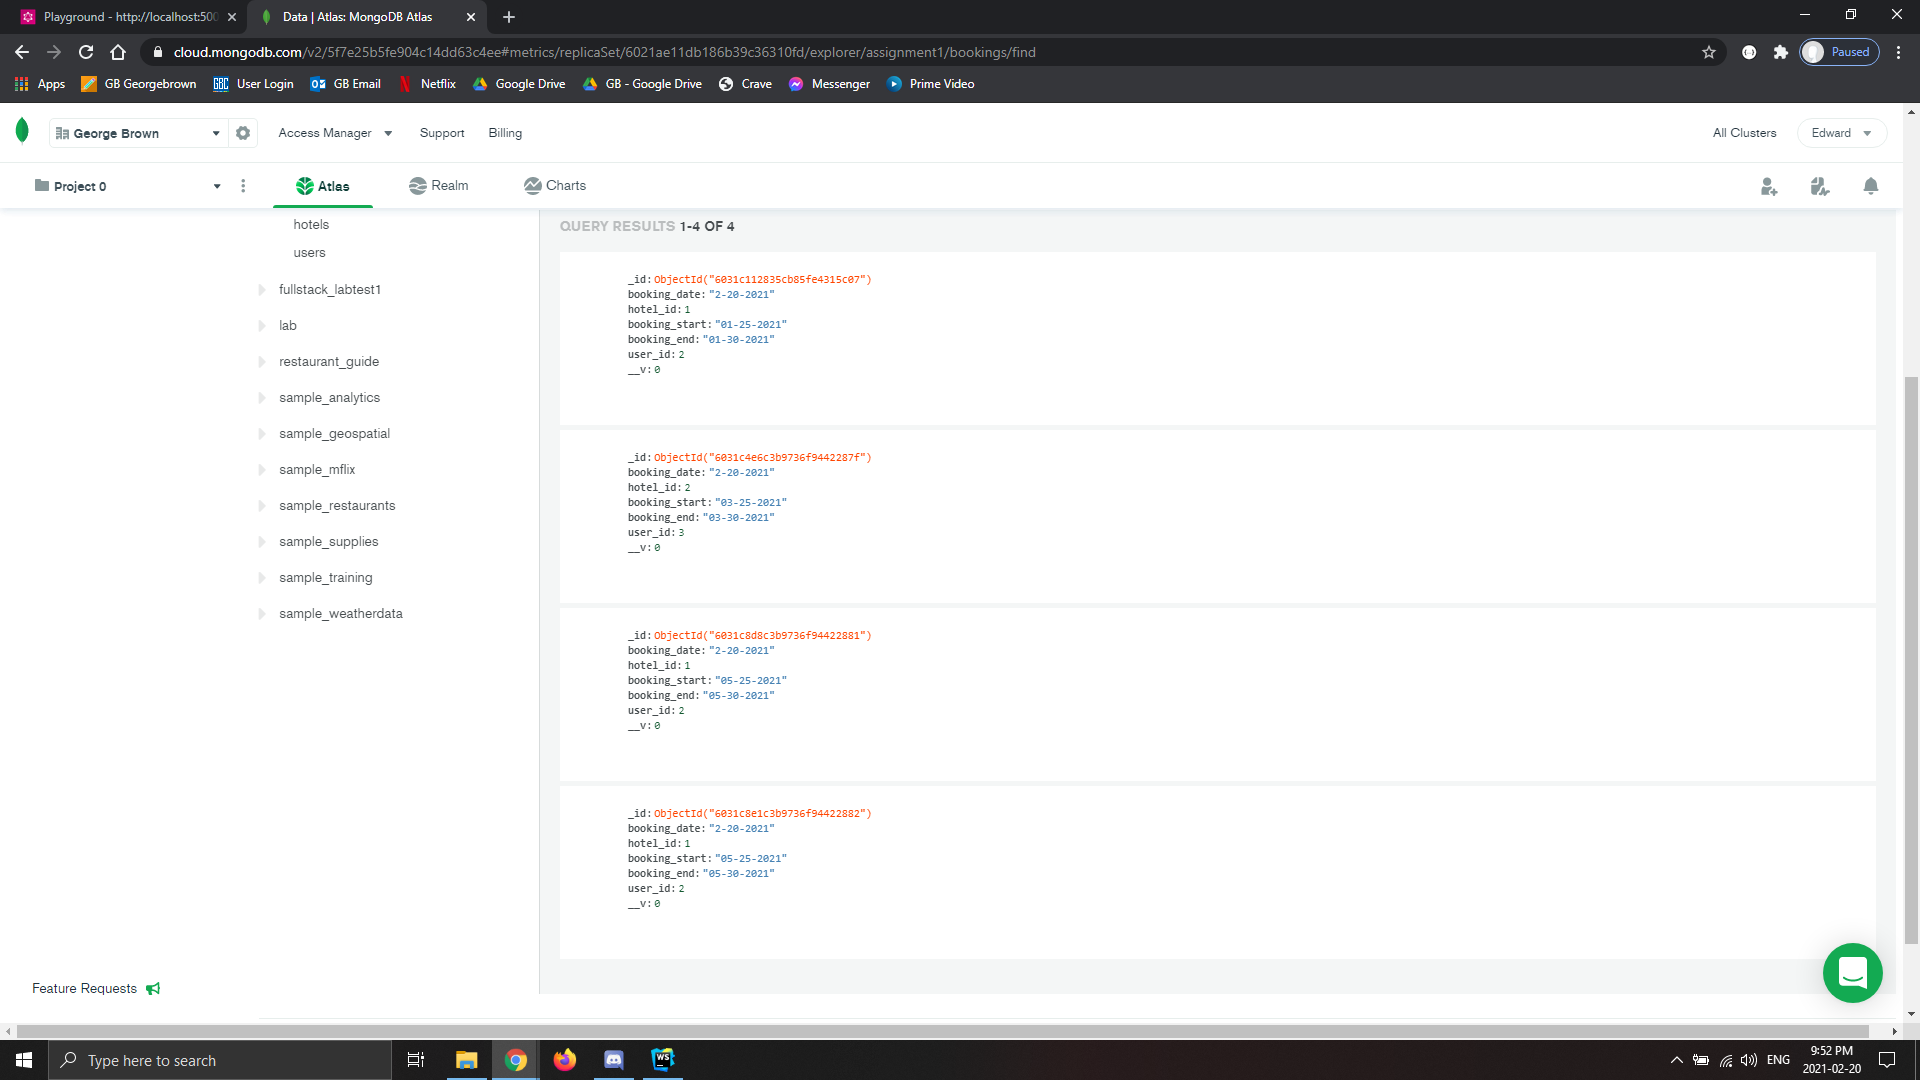 Playground - http://localhost:500
Data | Atlas: MongoDB Atlas
cloud.mongodb.com/v2/5f7e25b5fe904c14dd63c4ee#metrics/replicaSet/6021ae11db186b39c36310fd/explorer/assignment1/bookings/find
Paused
Apps
GB Georgebrown
GBC User Login
GB Email
Netflix
Google Drive
GB - Google Drive
Crave
Messenger
Prime Video
George Brown
Access Manager
Support
Billing
All Clusters
Edward
Project 0
Atlas
Realm
Charts
hotels
users
fullstack_labtest1
lab
restaurant_guide
sample_analytics
sample_geospatial
sample_mflix
sample_restaurants
sample_supplies
sample_training
sample_weatherdata
Feature Requests
QUERY RESULTS 1-4 OF 4
_id: ObjectId("6031c112835cb85fe4315c07")
booking_date: "2-20-2021"
hotel_id: 1
booking_start: "01-25-2021"
booking_end: "01-30-2021"
user_id: 2
__v: 0
_id: ObjectId("6031c4e6c3b9736f9442287f")
booking_date: "2-20-2021"
hotel_id: 2
booking_start: "03-25-2021"
booking_end: "03-30-2021"
user_id: 3
__v: 0
_id: ObjectId("6031c8d8c3b9736f94422881")
booking_date: "2-20-2021"
hotel_id: 1
booking_start: "05-25-2021"
booking_end: "05-30-2021"
user_id: 2
__v: 0
_id: ObjectId("6031c8e1c3b9736f94422882")
booking_date: "2-20-2021"
hotel_id: 1
booking_start: "05-25-2021"
booking_end: "05-30-2021"
user_id: 2
__v: 0
Type here to search
WS
ENG
9:52 PM
2021-02-20